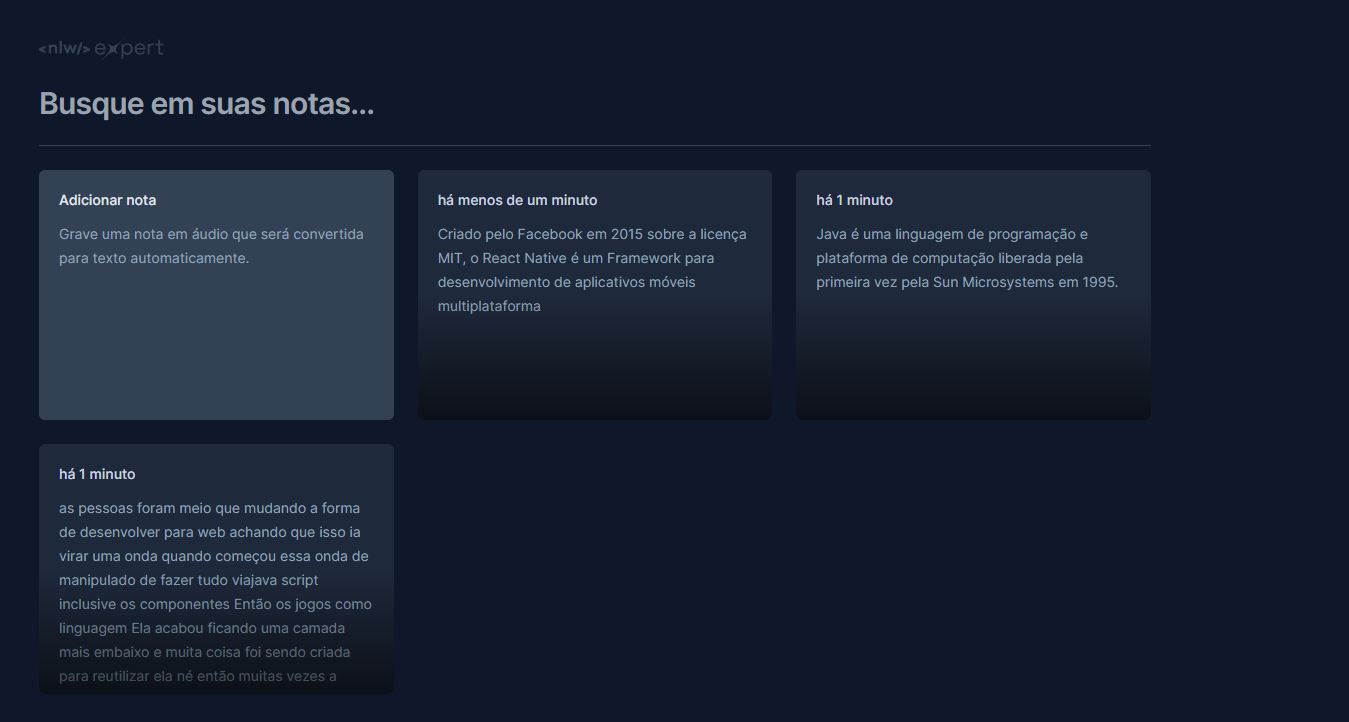 <nlw/> expert
Busque em suas notas...
Adicionar nota
Grave uma nota em áudio que será convertida
para texto automaticamente.
há menos de um minuto
Criado pelo Facebook em 2015 sobre a licença
MIT, o React Native é um Framework para
desenvolvimento de aplicativos móveis
multiplataforma
há 1 minuto
Java é uma linguagem de programação e
plataforma de computação liberada pela
primeira vez pela Sun Microsystems em 1995.
há 1 minuto
as pessoas foram meio que mudando a forma
de desenvolver para web achando que isso ia
virar uma onda quando começou essa onda de
manipulado de fazer tudo viajava script
inclusive os componentes Então os jogos como
linguagem Ela acabou ficando uma camada
mais embaixo e muita coisa foi sendo criada
para reutilizar ela né então muitas vezes a